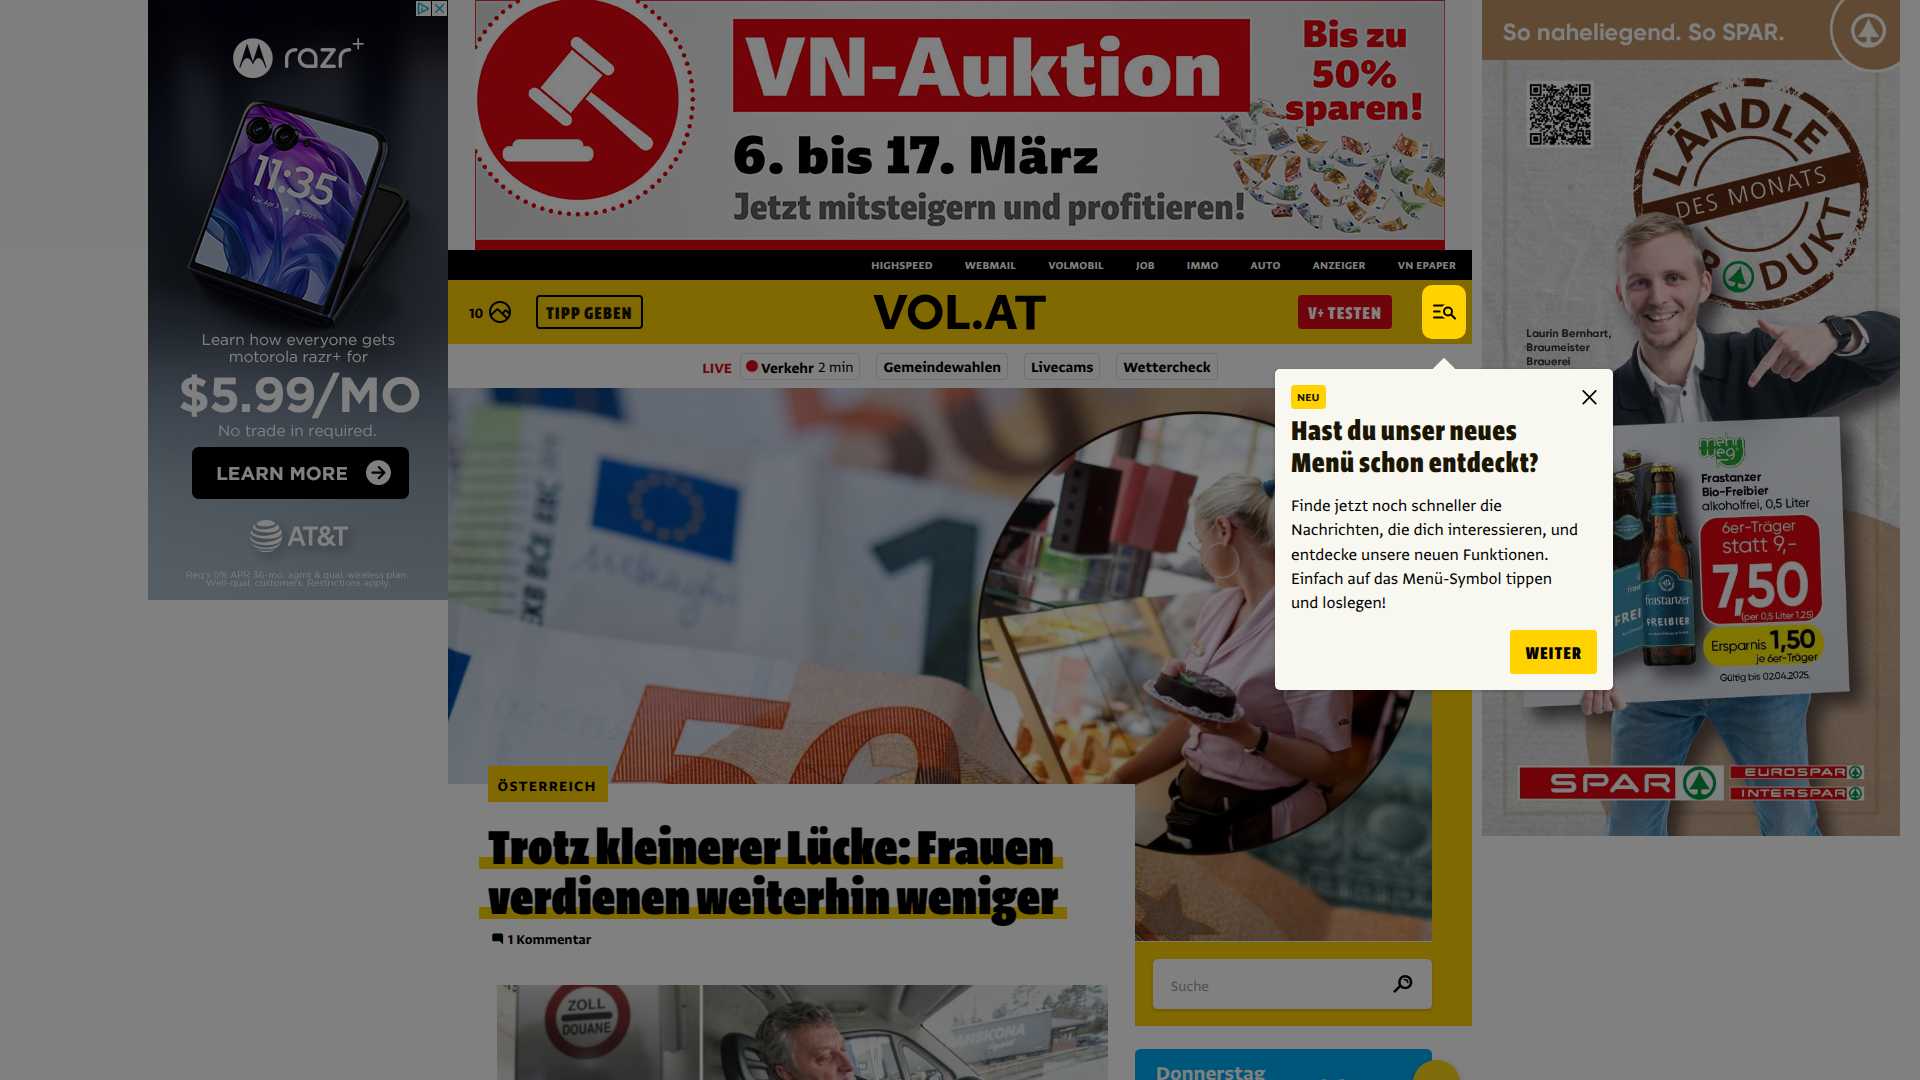 razr+
11:35
Learn how everyone gets
motorola razr+ for
$5.99/MO
No trade in required.
LEARN MORE
AT&T
Req's 0% APR 36-mo. agmt & qual. wireless plan.
Well-qual. customers. Restrictions apply.
VN-Auktion
6. bis 17. März
Jetzt mitsteigern und profitieren!
Bis zu
50%
sparen!
HIGHSPEED WEBMAIL VOLMOBIL JOB IMMO AUTO ANZEIGER VN EPAPER
10
TIPP GEBEN
VOL.AT
V+ TESTEN
LIVE Verkehr 2 min Gemeindewahlen Livecams Wettercheck
NEU
Hast du unser neues
Menü schon entdeckt?
Finde jetzt noch schneller die
Nachrichten, die dich interessieren, und
entdecke unsere neuen Funktionen.
Einfach auf das Menü-Symbol tippen
und loslegen!
WEITER
ÖSTERREICH
Trotz kleinerer Lücke: Frauen
verdienen weiterhin weniger
1 Kommentar
ZOLL
DOUANE
Suche
Donnerstag
So naheliegend. So SPAR.
LÄNDLE
DES MONATS
PRODUKT
Laurin Bernhart,
Braumeister
Brauerei
mehr
weg
Frastanzer
Bio-Freibier
alkoholfrei, 0,5 Liter
6er-Träger
statt 9,-
7,50
(per 0,5 Liter 1,25)
Ersparnis 1,50
je 6er-Träger
Gültig bis 02.04.2025.
frastanzer
FREIBIER
SPAR
EUROSPAR
INTERSPAR